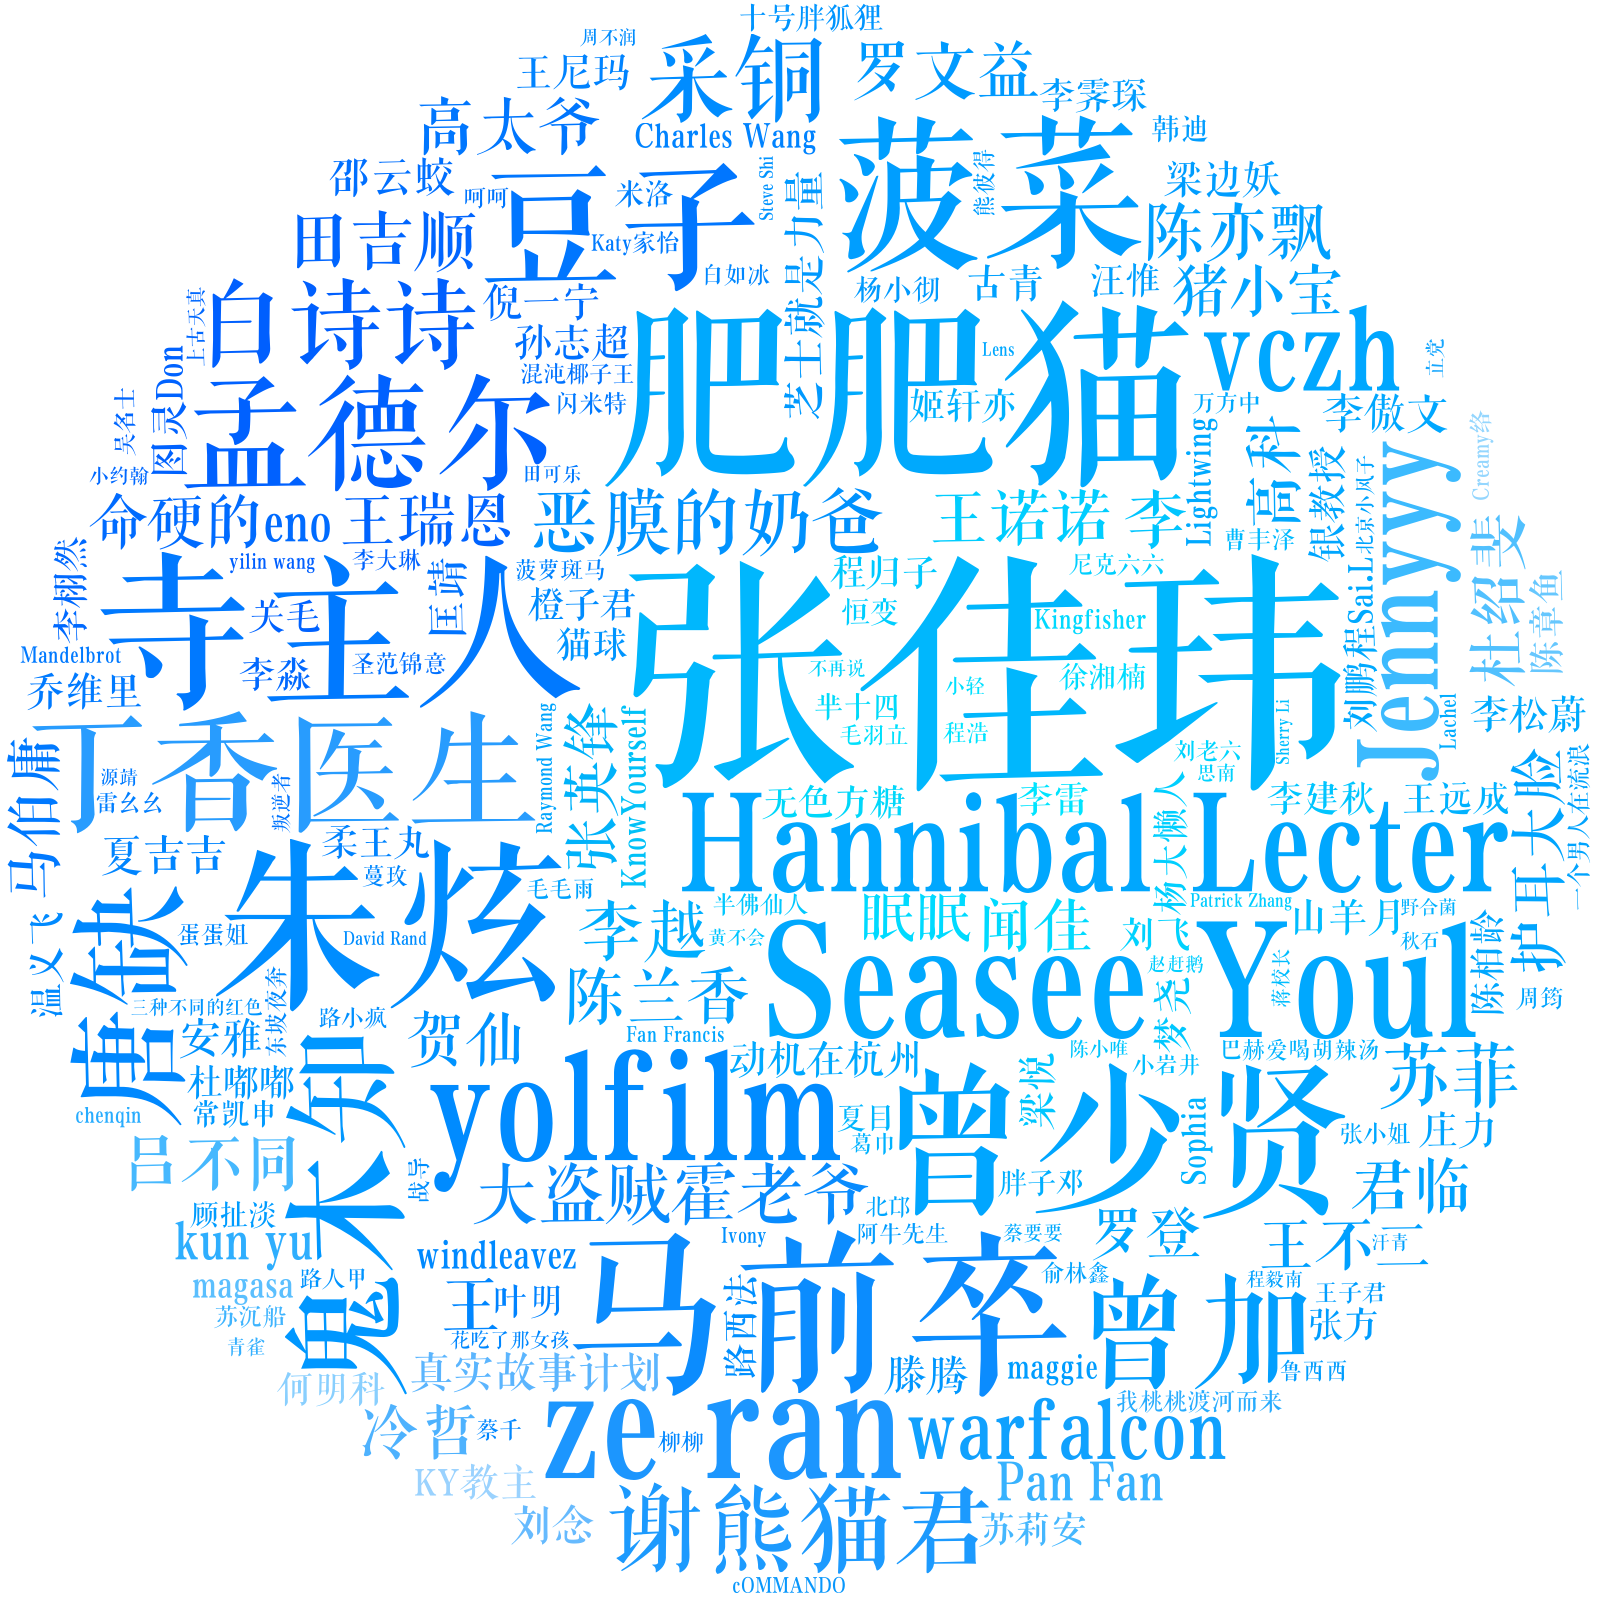 十号胖狐狸
周不润
王尼玛
采铜
罗文益
李霁琛
高太爷
Charles Wang
菠菜
韩迪
邵云蛟
呵呵
豆子
米洛
Steve Shi
芝士就是力量
熊彼得
梁边妖
田吉顺
Katy家怡
陈亦飘
白如冰
杨小彻
古青
汪惟
猪小宝
上古天真
白诗诗
倪一宁
肥肥猫
vczh
孙志超
Lens
立党
图灵Don
混沌椰子王
吴名士
孟德尔
闪米特
姬轩亦
万方中
李傲文
Creamy络
小约翰
田可乐
Lightwing
高科
银教授
北京小风子
Jennyyyy
命硬的eno
王瑞恩
恶膜的奶爸
王诺诺
李
曹丰泽
杜绍斐
李栩然
yilin wang
李大琳
菠萝斑马
程归子
尼克六六
寺主人
关毛
匡靖
橙子君
恒变
张佳玮
Kingfisher
刘鹏程Sai.L
陈章鱼
Mandelbrot
李淼
圣范锦意
猫球
不再说
小轻
徐湘楠
乔维里
芈十四
李松蔚
丁香医生
Raymond Wang
张英锋
KnowYourself
毛羽立
程浩
Sherry Li
Lachel
马伯庸
源靖
雷幺幺
叛逆者
刘老六
思南
一个男人在流浪
无色方糖
李雷
杨大懒人
李建秋
王远成
护耳大脸
夏吉吉
柔王丸
Hannibal Lecter
朱炫
蔓玫
毛毛雨
唐缺
温义飞
蛋蛋姐
David Rand
李越
半佛仙人
黄不会
眠眠
闻佳
刘飞
Patrick Zhang
山羊月
野合菌
陈柏龄
秋石
Seasee Youl
赵赶鹅
蒋校长
周筠
三种不同的红色
东坡夜奔
路小疯
陈兰香
梦尧
安雅
贺仙
Fan Francis
动机在杭州
陈小唯
小岩井
巴赫爱喝胡辣汤
苏菲
杜嘟嘟
鬼木知
yolfilm
曾少贤
梁悦
chenqin
常凯申
夏目
葛巾
Sophia
张小姐
庄力
吕不同
战导
大盗贼霍老爷
胖子邓
君临
顾扯淡
北邙
kun yu
windleavez
Ivony
阿牛先生
蔡要要
罗登
王不二
汗青
magasa
路人甲
王叶明
马前卒
路西法
俞林鑫
曾加
程毅南
王子君
苏沉船
张方
青雀
花吃了那女孩
真实故事计划
滕腾
maggie
鲁西西
何明科
我桃桃渡河而来
冷哲
蔡千
ze ran
柳柳
warfalcon
KY教主
Pan Fan
刘念
谢熊猫君
苏莉安
cOMMANDO